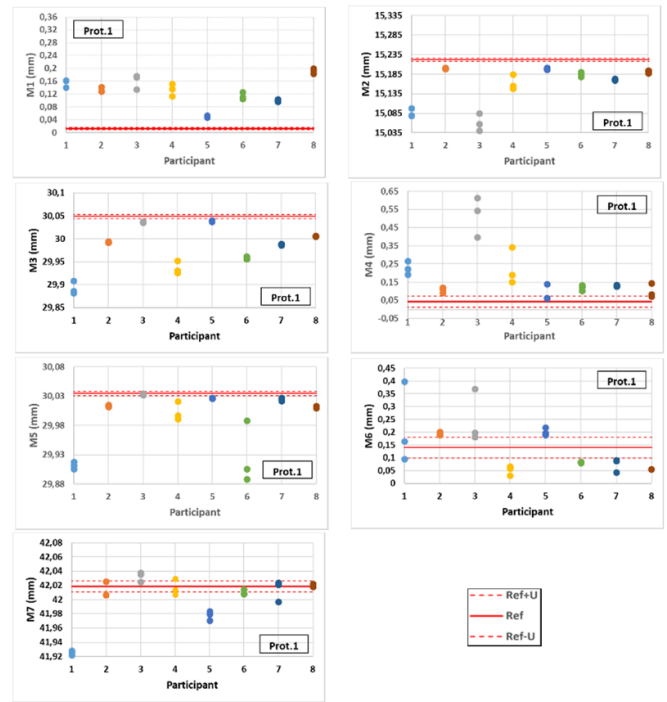 0,36
0,32
0,28
0,24
0,2
0,16
0,12
0,08
0,04
0
M1 (mm)
Prot.1
1 2 3 4 5 6 7 8
Participant
15,335
15,285
15,235
15,185
15,135
15,085
15,035
M2 (mm)
Prot.1
1 2 3 4 5 6 7 8
Participant
30,1
30,05
30
29,95
29,9
29,85
M3 (mm)
Prot.1
1 2 3 4 5 6 7 8
Participant
0,65
0,55
0,45
0,35
0,25
0,15
0,05
-0,05
M4 (mm)
Prot.1
1 2 3 4 5 6 7 8
Participant
30,08
30,03
29,98
29,93
29,88
M5 (mm)
Prot.1
1 2 3 4 5 6 7 8
Participant
0,45
0,4
0,35
0,3
0,25
0,2
0,15
0,1
0,05
0
M6 (mm)
Prot.1
1 2 3 4 5 6 7 8
Participant
42,08
42,06
42,04
42,02
42
41,98
41,96
41,94
41,92
M7 (mm)
Prot.1
1 2 3 4 5 6 7 8
Participant
Ref+U
Ref
Ref-U